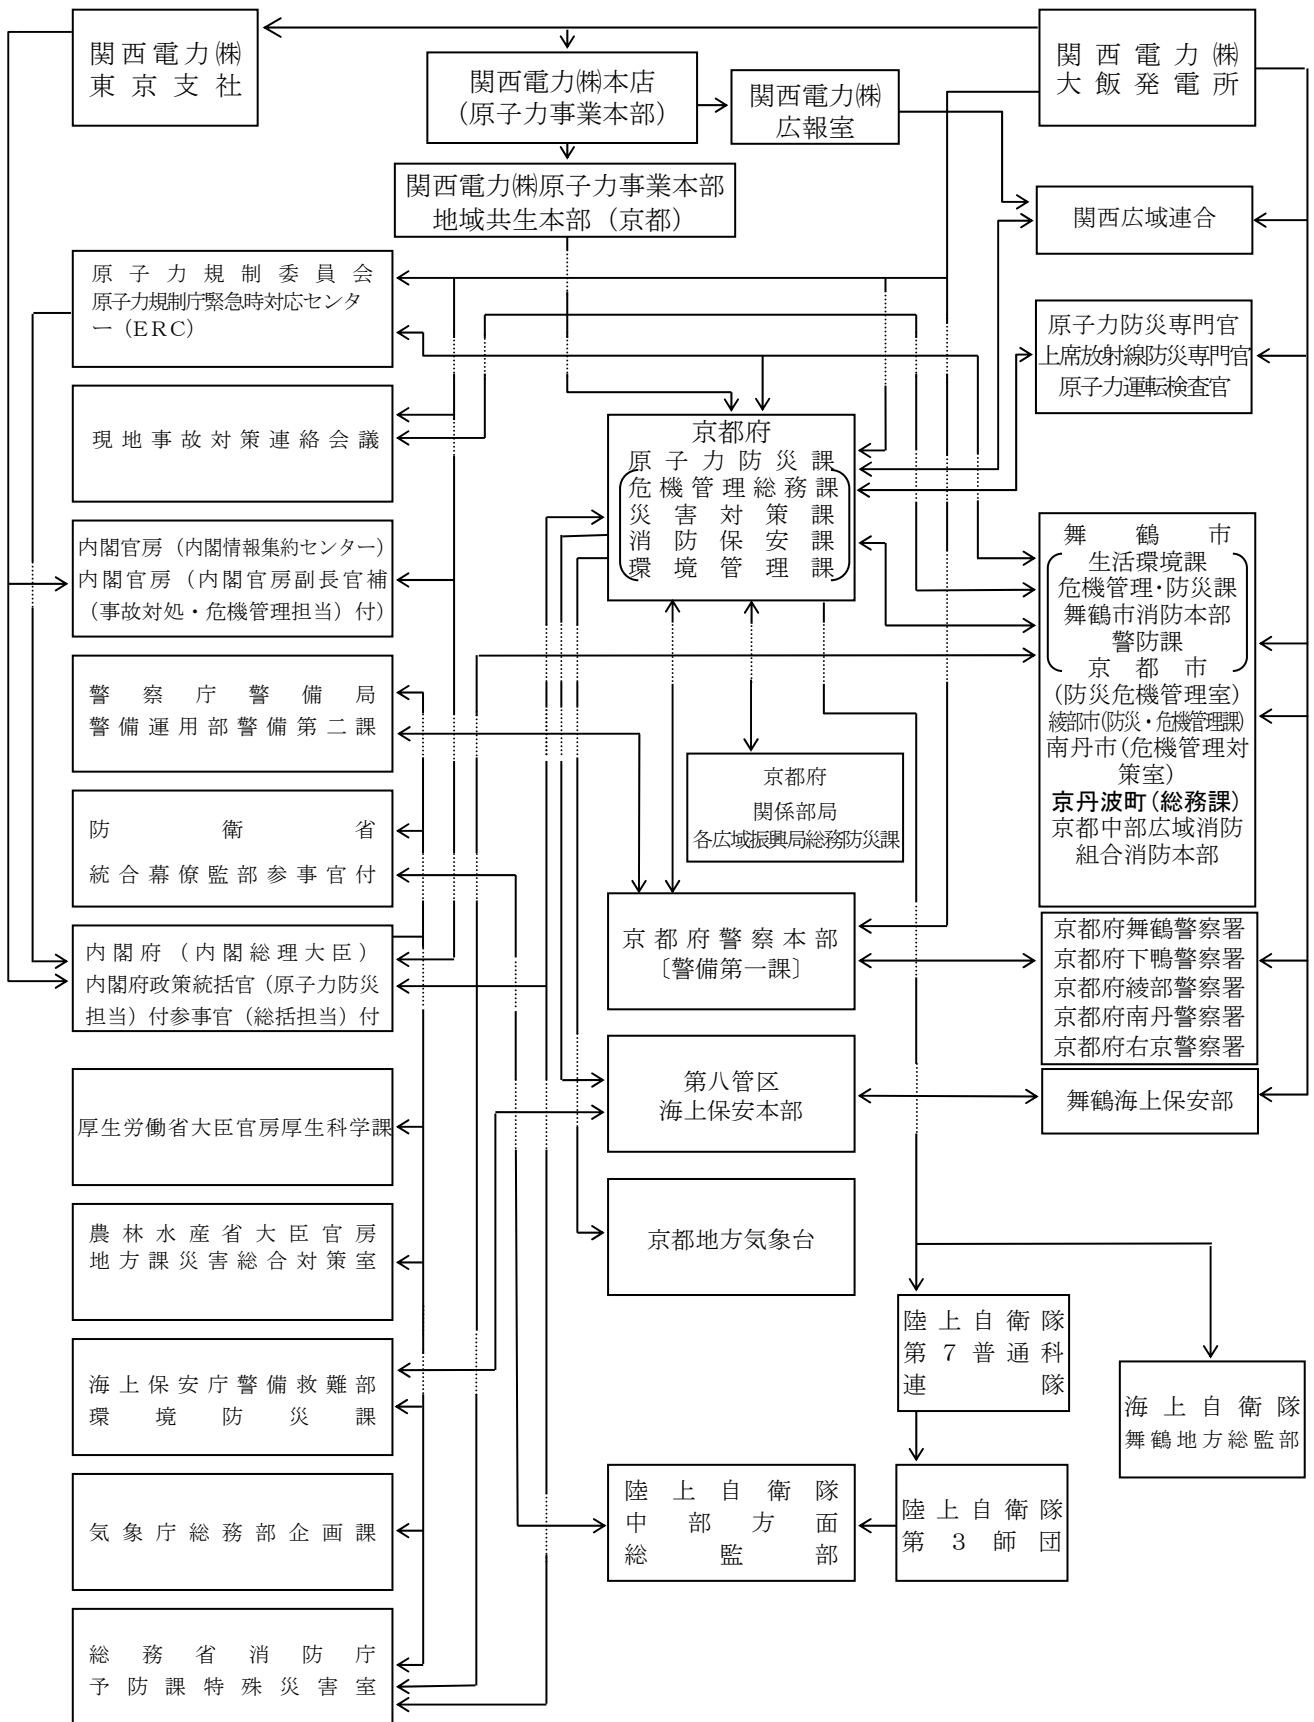 関西電力㈱
東京支社
関西電力㈱本店
(原子力事業本部)
関西電力㈱
広報室
関西電力㈱
大飯発電所
関西電力㈱原子力事業本部
地域共生本部(京都)
関西広域連合
原子力規制委員会
原子力規制庁緊急時対応センタ
ー(ERC)
原子力防災専門官
上席放射線防災専門官
原子力運転検査官
現地事故対策連絡会議
京都府
原子力防災課
危機管理総務課
災害対策課
消防保安課
環境管理課
内閣官房(内閣情報集約センター)
内閣官房(内閣官房副長官補
(事故対処・危機管理担当)付)
舞鶴市
生活環境課
危機管理・防災課
舞鶴市消防本部
警防課
京都市
(防災危機管理室)
綾部市(防災・危機管理課)
南丹市(危機管理対
策室)
京丹波町(総務課)
京都中部広域消防
組合消防本部
警察庁警備局
警備運用部警備第二課
京都府
関係部局
各広域振興局総務防災課
防衛省
統合幕僚監部参事官付
内閣府(内閣総理大臣)
内閣府政策統括官(原子力防災
担当)付参事官(総括担当)付
京都府警察本部
〔警備第一課〕
京都府舞鶴警察署
京都府下鴨警察署
京都府綾部警察署
京都府南丹警察署
京都府右京警察署
第八管区
海上保安本部
舞鶴海上保安部
厚生労働省大臣官房厚生科学課
京都地方気象台
農林水産省大臣官房
地方課災害総合対策室
陸上自衛隊
第7普通科
連隊
海上自衛隊
舞鶴地方総監部
海上保安庁警備救難部
環境防災課
陸上自衛隊
中部方面
総監部
陸上自衛隊
第3師団
気象庁総務部企画課
総務省消防庁
予防課特殊災害室